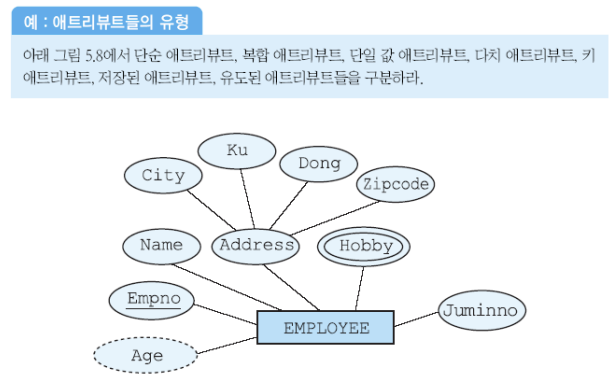 예 : 애트리뷰트들의 유형
아래 그림 5.8에서 단순 애트리뷰트, 복합 애트리뷰트, 단일 값 애트리뷰트, 다치 애트리뷰트, 키
애트리뷰트, 저장된 애트리뷰트, 유도된 애트리뷰트들을 구분하라.
Ku
Dong
City
Zipcode
Name
Address
Hobby
Empno
Juminno
EMPLOYEE
Age